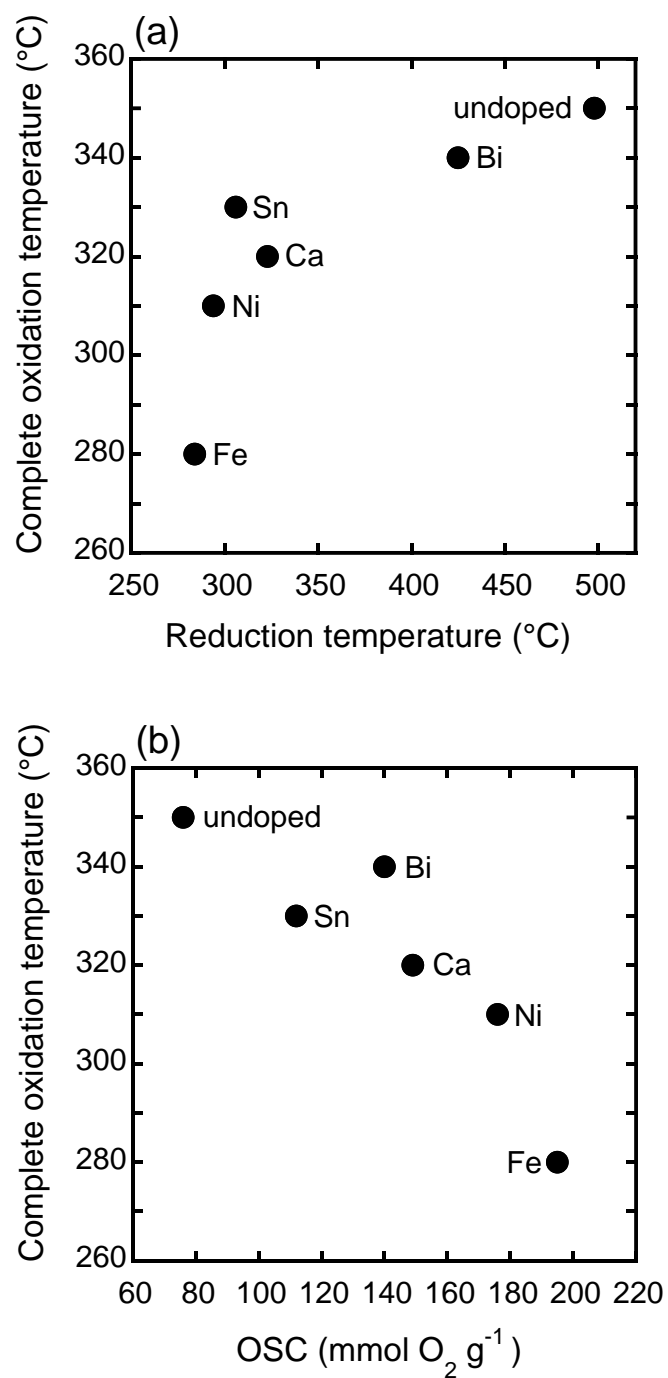 (a)
Complete oxidation temperature (°C)
360
340
320
300
280
260
undoped
Bi
Sn
Ca
Ni
Fe
250 300 350 400 450 500
Reduction temperature (°C)
(b)
Complete oxidation temperature (°C)
360
340
320
300
280
260
undoped
Bi
Sn
Ca
Ni
Fe
60 80 100 120 140 160 180 200 220
OSC (mmol O₂ g⁻¹)